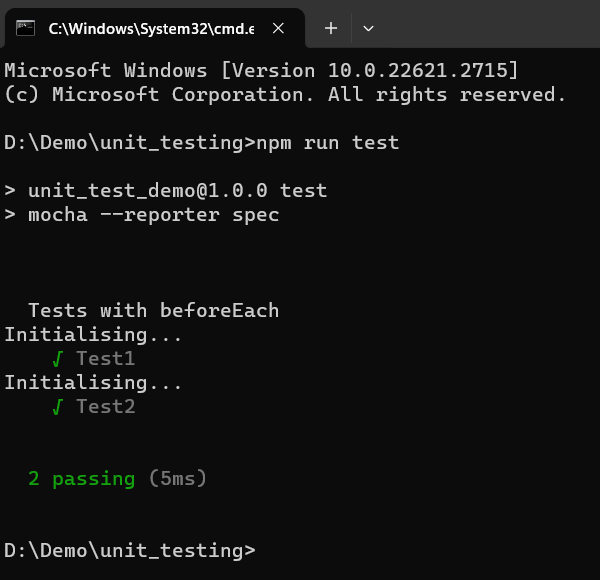 C:\Windows\System32\cmd.e
Microsoft Windows [Version 10.0.22621.2715]
(c) Microsoft Corporation. All rights reserved.
D:\Demo\unit_testing>npm run test
> unit_test_demo@1.0.0 test
> mocha --reporter spec
Tests with beforeEach
Initialising...
√ Test1
Initialising...
√ Test2
2 passing (5ms)
D:\Demo\unit_testing>